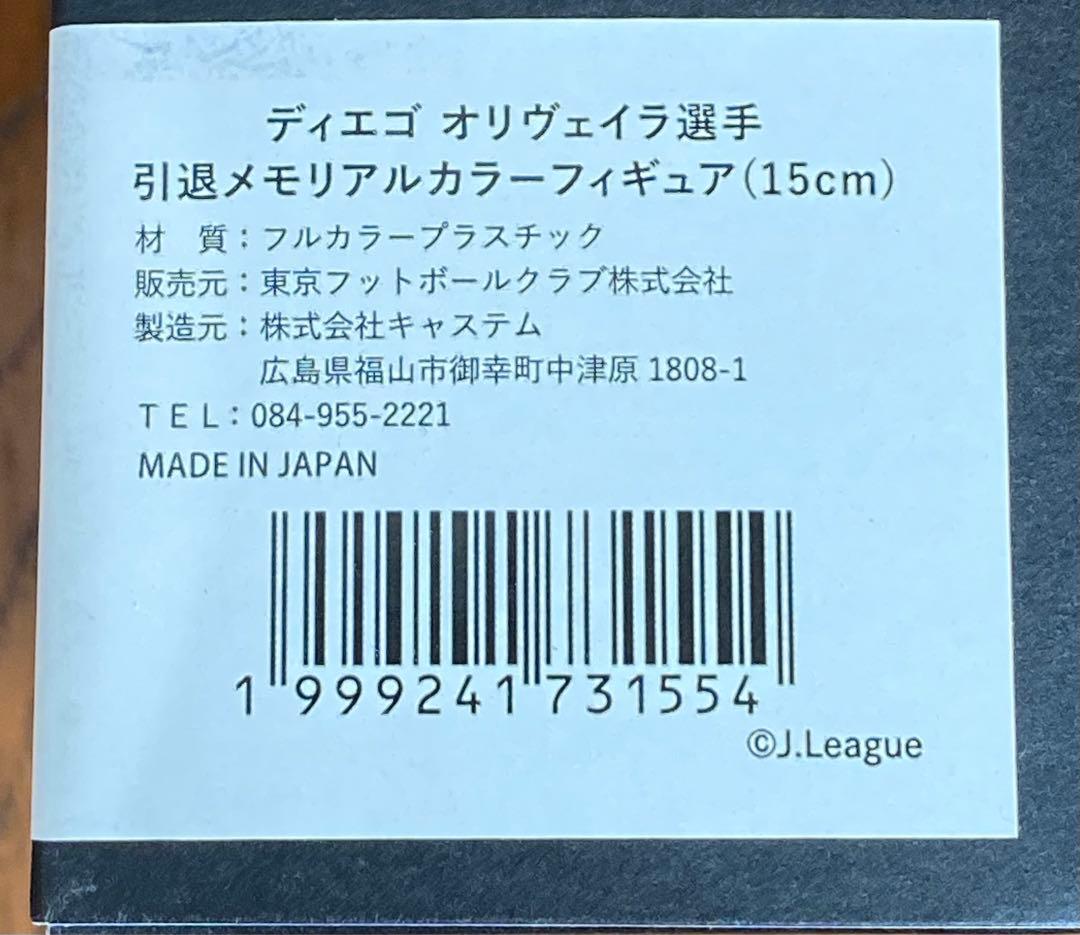 ディエゴ オリヴェイラ選手
引退メモリアルカラーフィギュア(15cm)
材　質：フルカラープラスチック
販売元：東京フットボールクラブ株式会社
製造元：株式会社キャステム
広島県福山市御幸町中津原 1808-1
ＴＥＬ：084-955-2221
MADE IN JAPAN
1 999241 731554
©J.League